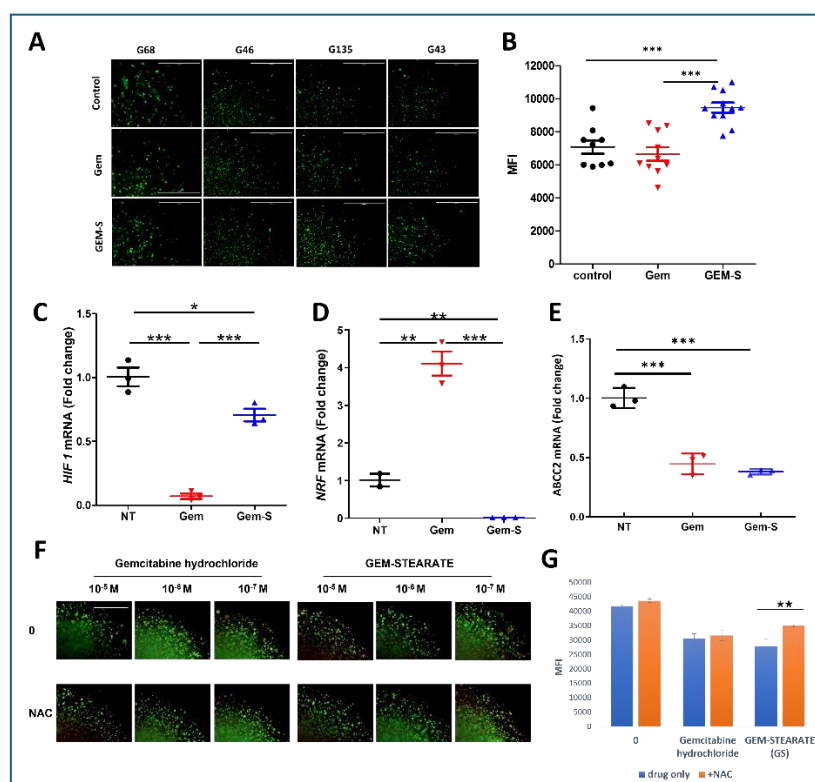 A
G68 G46 G135 G43
Control
Gem
GEM-S
B
***
***
MFI
12000
10000
8000
6000
4000
2000
0
control Gem GEM-S
C
*
*** ***
HIF 1 mRNA (Fold change)
1.5
1.0
0.5
0.0
NT Gem Gem-S
D
**
** ***
NRF mRNA (Fold change)
5
4
3
2
1
0
NT Gem Gem-S
E
***
***
ABCC2 mRNA (Fold change)
1.5
1.0
0.5
0.0
NT Gem Gem-S
F
Gemcitabine hydrochloride GEM-STEARATE
10⁻⁵ M 10⁻⁶ M 10⁻⁷ M 10⁻⁵ M 10⁻⁶ M 10⁻⁷ M
0
NAC
G
**
MFI
50000
45000
40000
35000
30000
25000
20000
15000
10000
5000
0
0 Gemcitabine GEM-STEARATE
hydrochloride (GS)
drug only +NAC